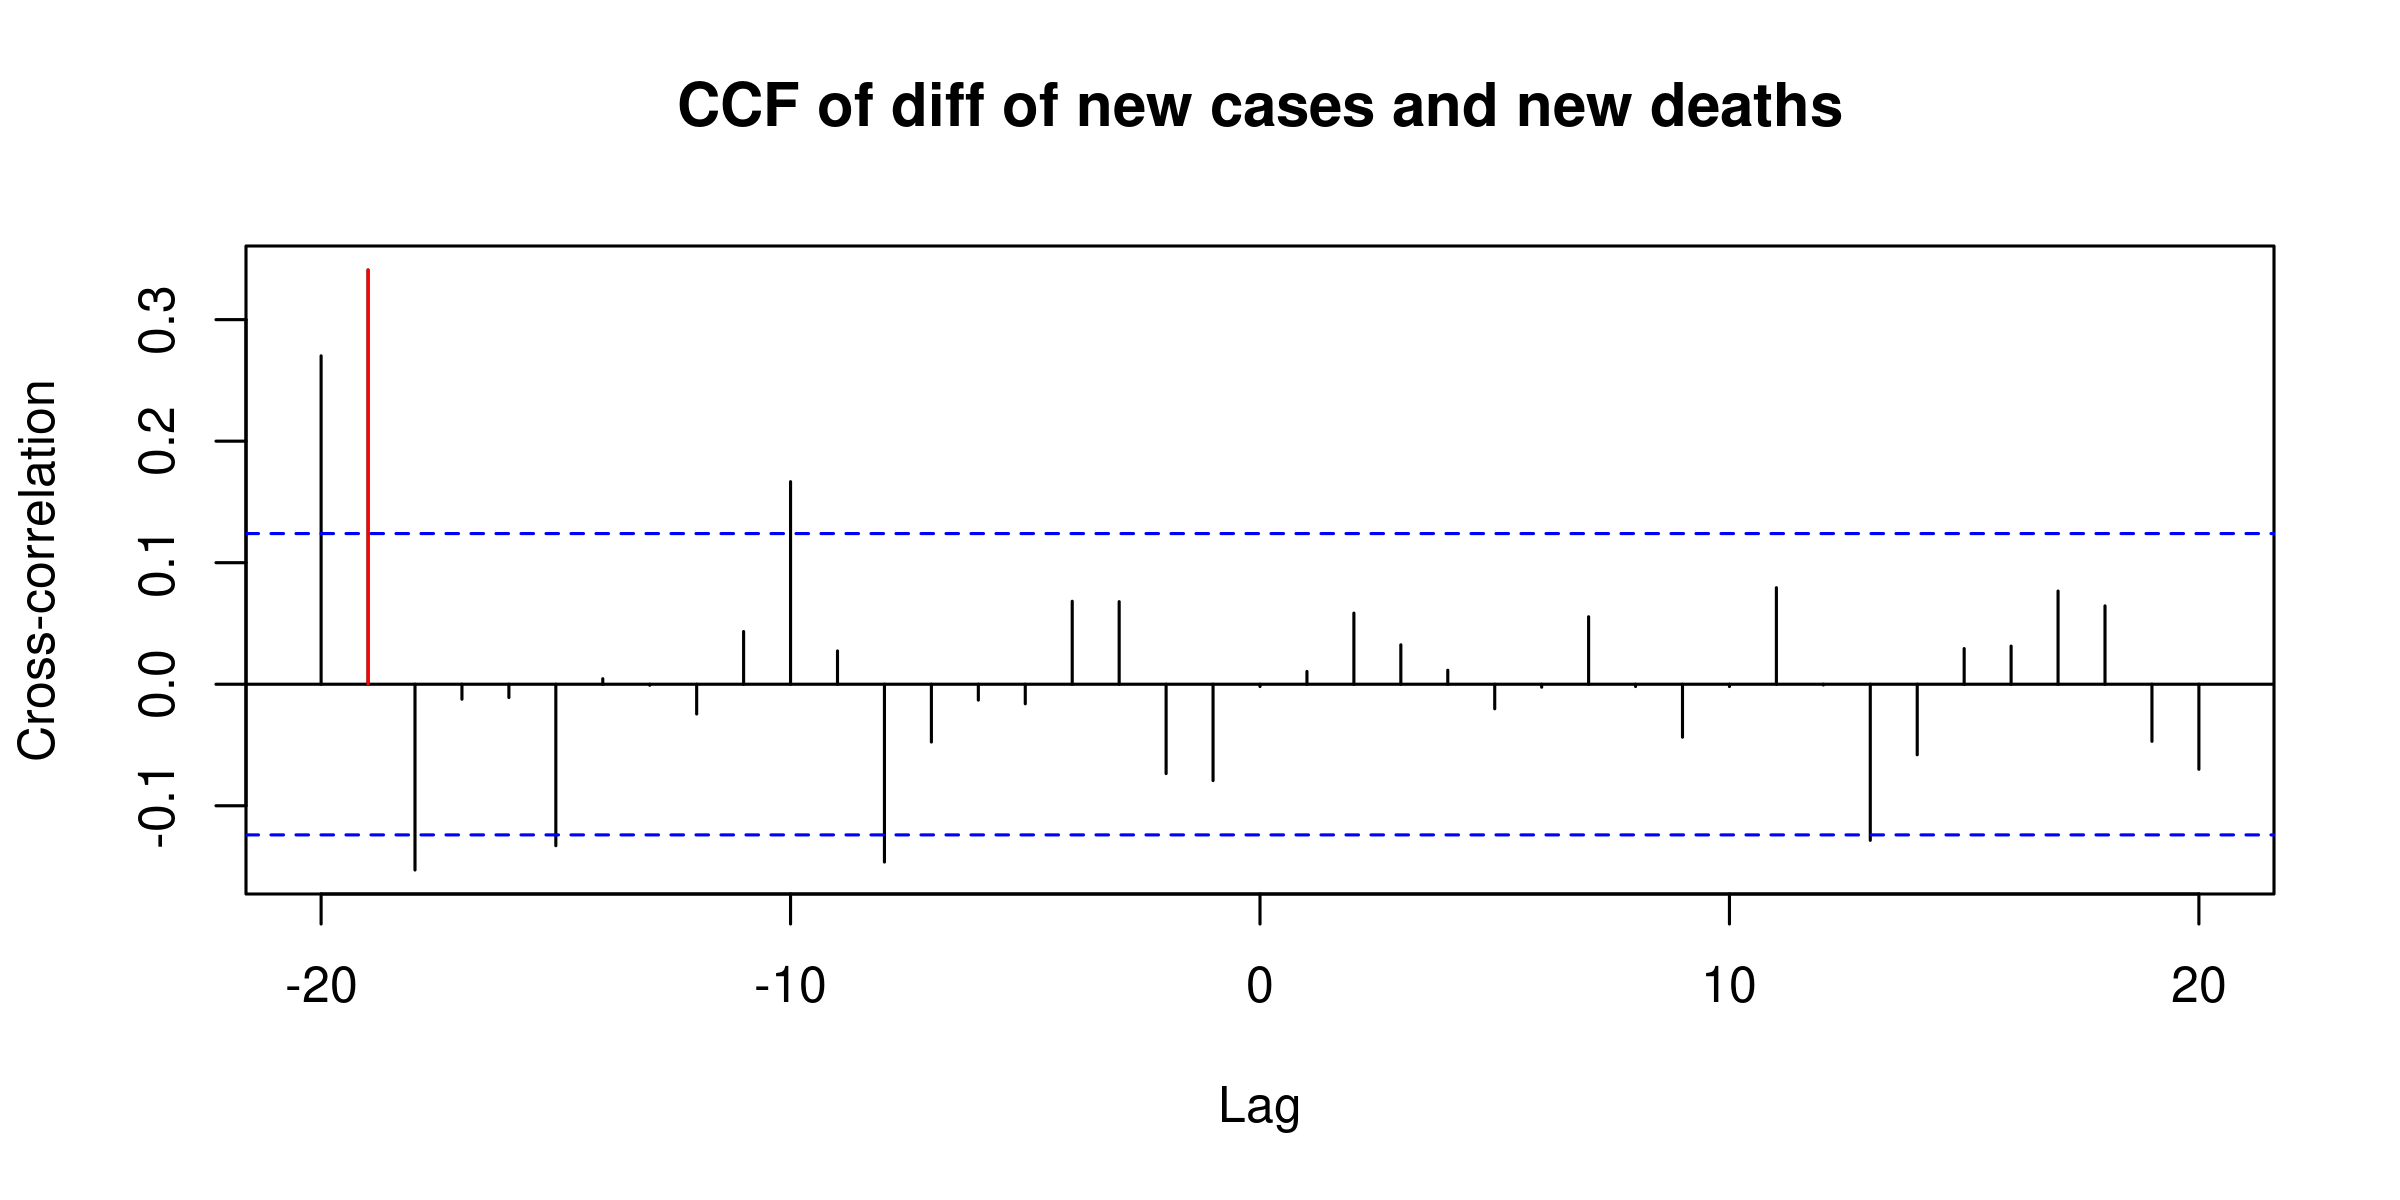 CCF of diff of new cases and new deaths
Cross-correlation
0.3
0.2
0.1
0.0
-0.1
-20 -10 0 10 20
Lag